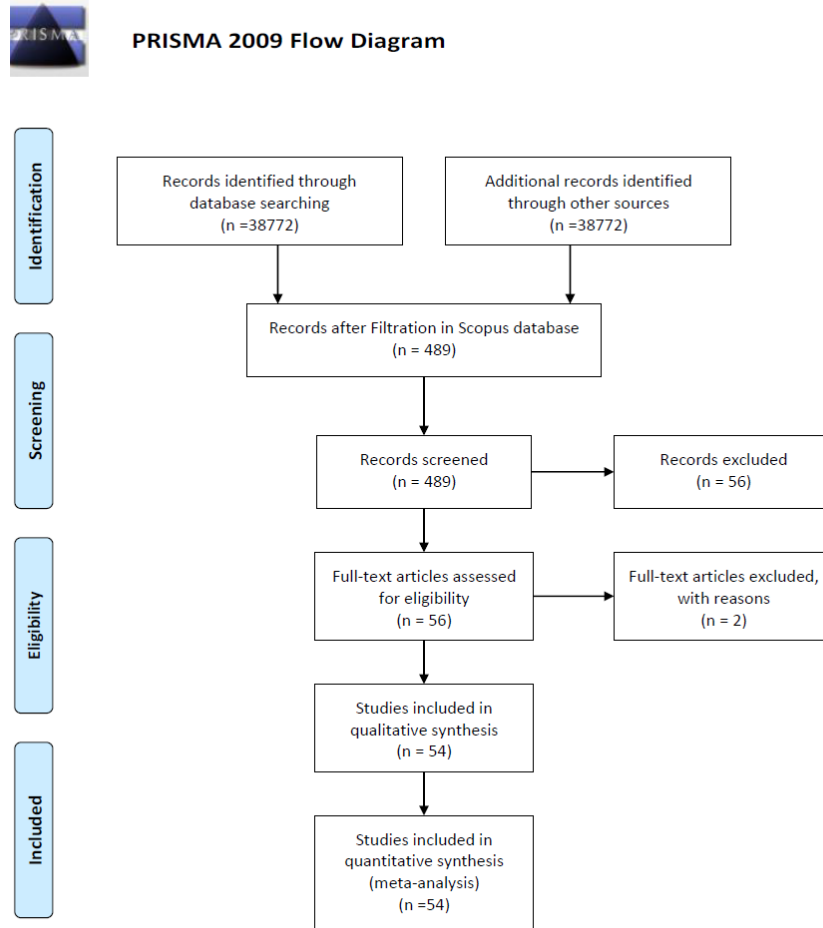 PRISMA
PRISMA 2009 Flow Diagram
Identification
Records identified through
database searching
(n =38772)
Additional records identified
through other sources
(n =38772)
Records after Filtration in Scopus database
(n = 489)
Screening
Records screened
(n = 489)
Records excluded
(n = 56)
Eligibility
Full-text articles assessed
for eligibility
(n = 56)
Full-text articles excluded,
with reasons
(n = 2)
Studies included in
qualitative synthesis
(n = 54)
Included
Studies included in
quantitative synthesis
(meta-analysis)
(n =54)